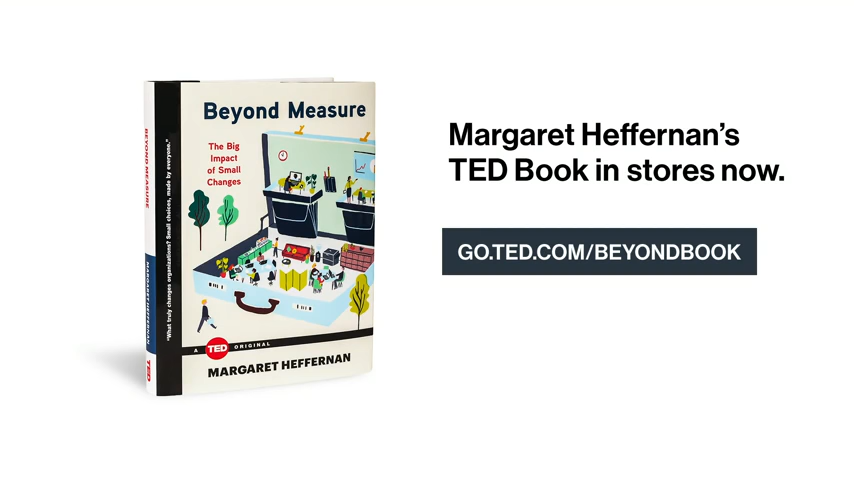 Beyond Measure
The Big
Impact
of Small
Changes
BEYOND MEASURE
MARGARET HEFFERNAN
TED
"What truly changes organizations? Small choices, made by everyone."
A TED ORIGINAL
MARGARET HEFFERNAN
Margaret Heffernan's
TED Book in stores now.
GO.TED.COM/BEYONDBOOK